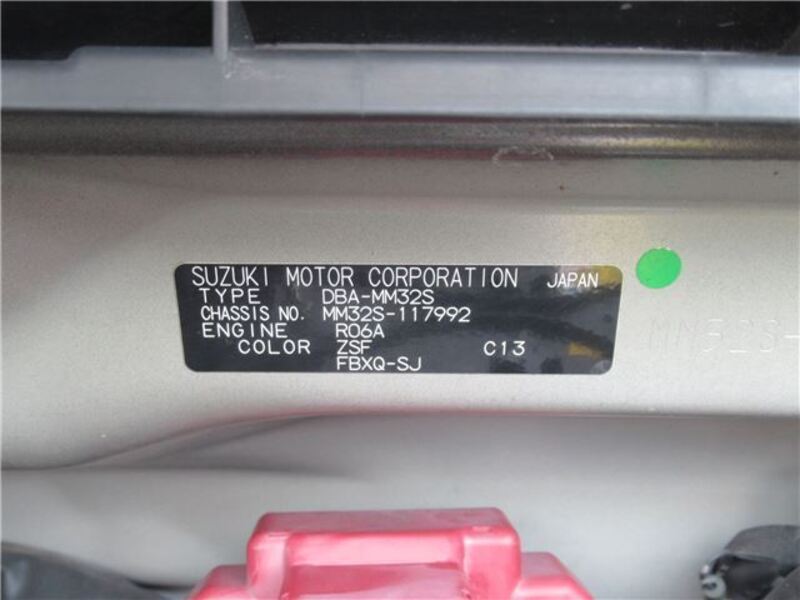 SUZUKI MOTOR CORPORATION JAPAN
TYPE DBA-MM32S
CHASSIS NO. MM32S-117992
ENGINE R06A
COLOR ZSF C13
FBXQ-SJ